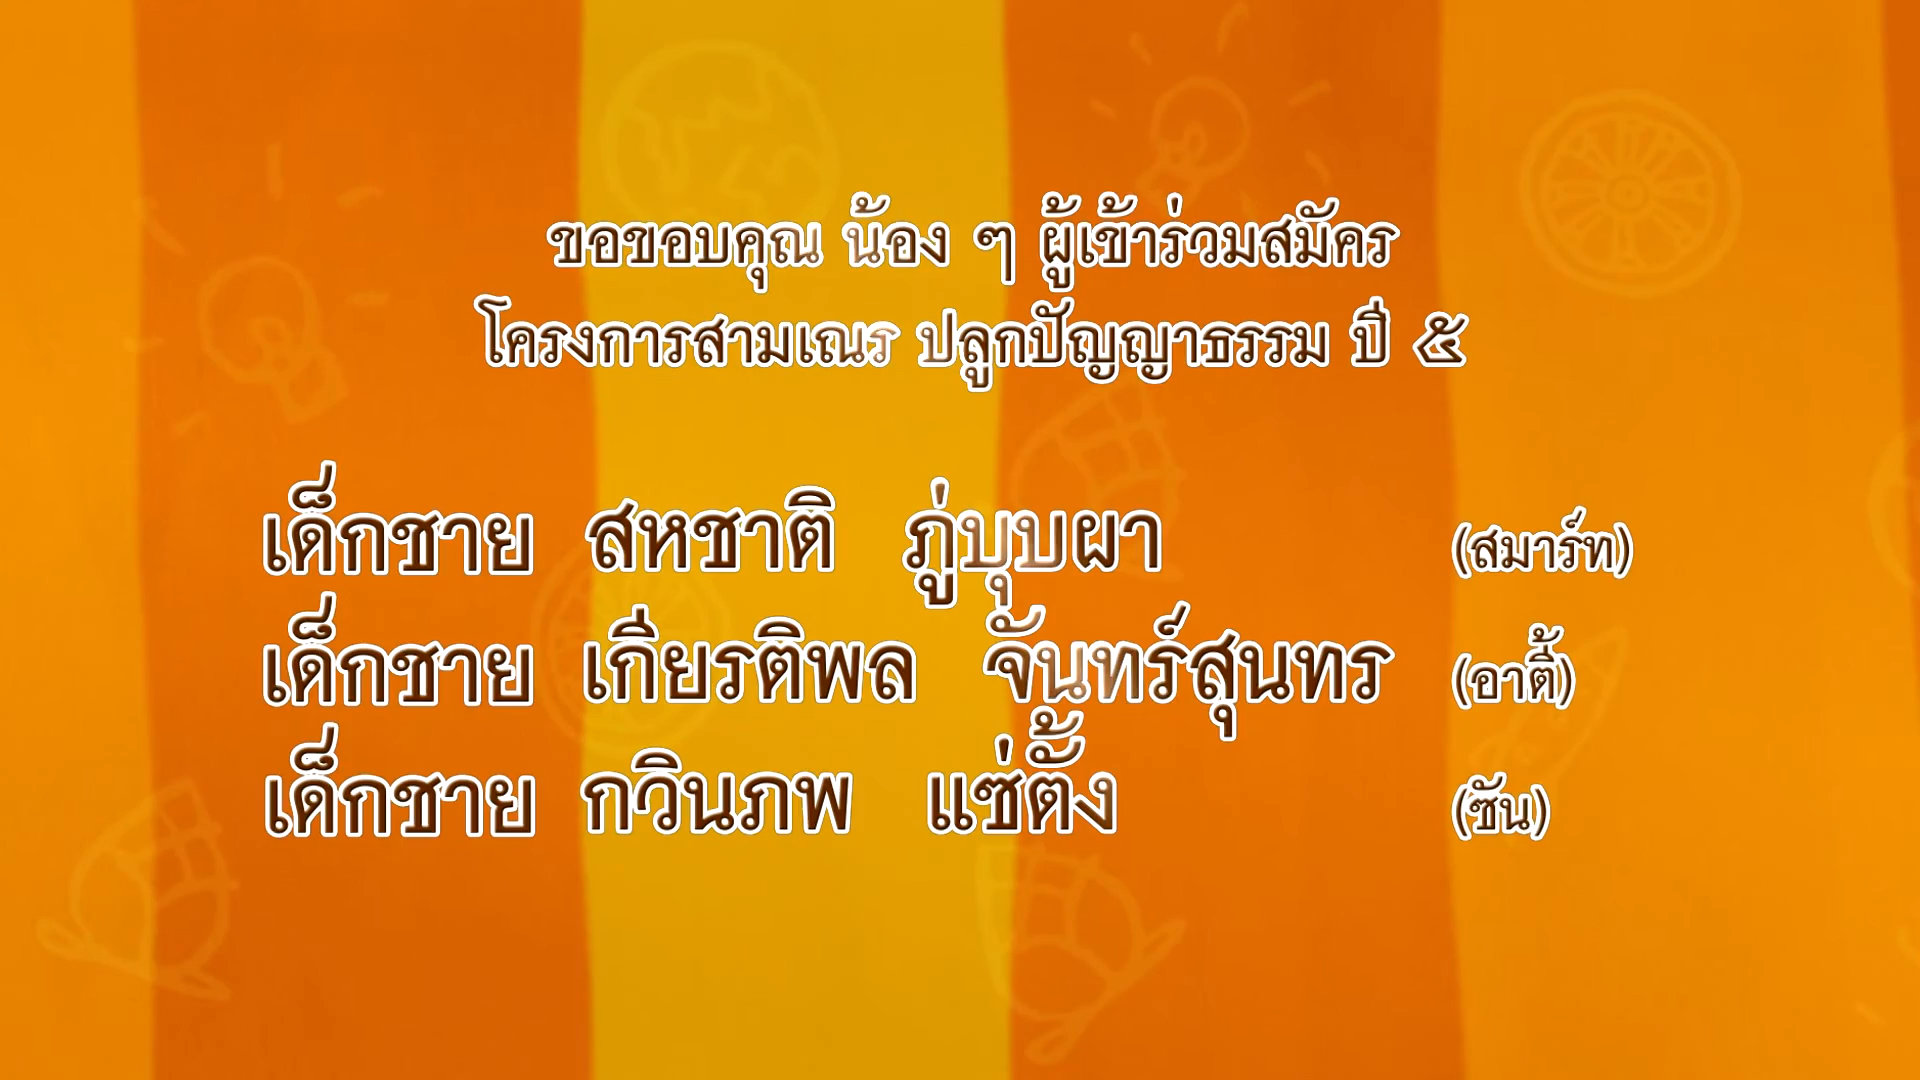 ขอขอบคุณ น้อง ๆ ผู้เข้าร่วมสมัคร
โครงการสามเณร ปลูกปัญญาธรรม ปี ๕
เด็กชาย สหชาติ ภู่บุบผา (สมาร์ท)
เด็กชาย เกียรติพล จันทร์สุนทร (อาตี้)
เด็กชาย กวินภพ แซ่ตั้ง (ซัน)